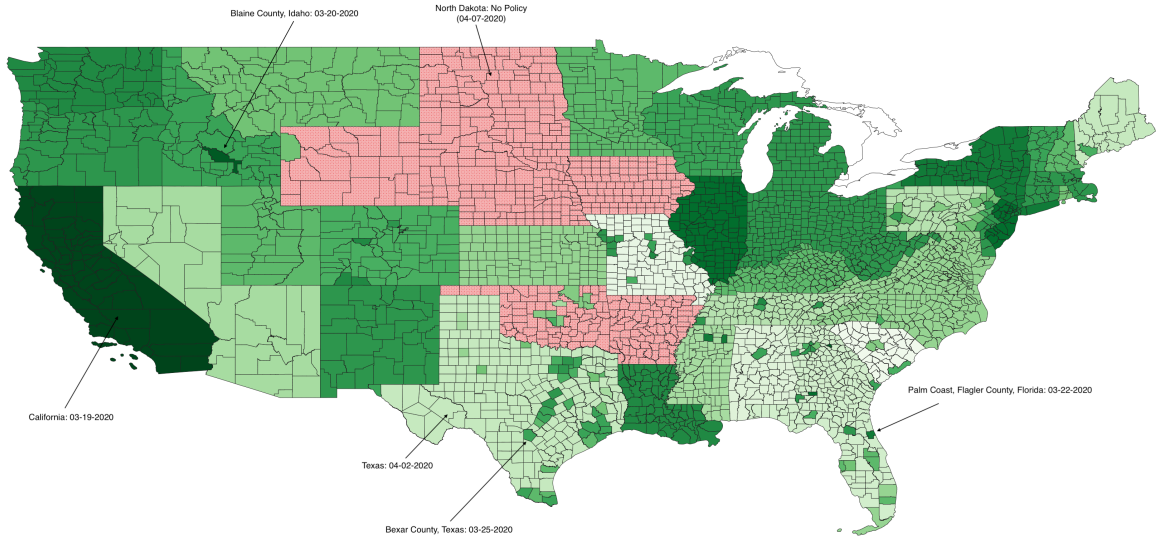 Blaine County, Idaho: 03-20-2020
North Dakota: No Policy
(04-07-2020)
Palm Coast, Flagler County, Florida: 03-22-2020
California: 03-19-2020
Texas: 04-02-2020
Bexar County, Texas: 03-25-2020